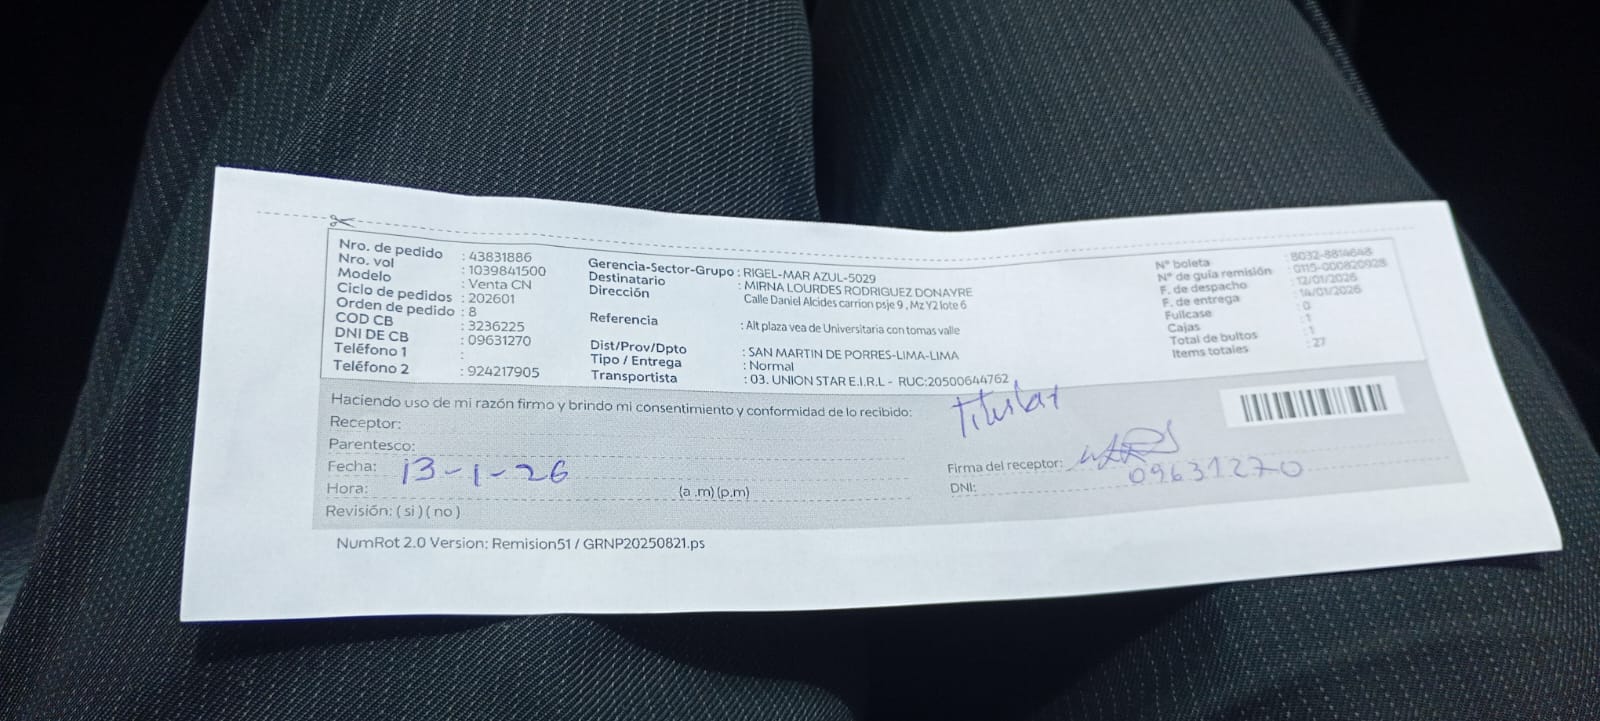 Nro. de pedido : 43831886
Nro. vol : 1039841500
Modelo : Venta CN
Ciclo de pedidos : 202601
Orden de pedido : 8
COD CB : 3236225
DNI DE CB : 09631270
Teléfono 1 :
Teléfono 2 : 924217905
Gerencia-Sector-Grupo : RIGEL-MAR AZUL-5029
Destinatario : MIRNA LOURDES RODRIGUEZ DONAYRE
Dirección Calle Daniel Alcides carrion psje 9 , Mz Y2 lote 6
Referencia : Alt plaza vea de Universitaria con tomas valle
Dist/Prov/Dpto : SAN MARTIN DE PORRES-LIMA-LIMA
Tipo / Entrega : Normal
Transportista : 03. UNION STAR E.I.R.L - RUC:20500644762
N° boleta : B032-8814648
N° de guía remisión : 0115-000820928
F. de despacho : 12/01/2026
F. de entrega : 14/01/2026
Fullcase : 0
Cajas : 1
Total de bultos : 1
Items totales : 27
Haciendo uso de mi razón firmo y brindo mi consentimiento y conformidad de lo recibido:
Titular
Receptor:
Parentesco:
Fecha: 13-1-26
Hora: (a .m) (p.m)
Revisión: ( si ) ( no )
Firma del receptor:
DNI: 09631270
NumRot 2.0 Version: Remision51 / GRNP20250821.ps